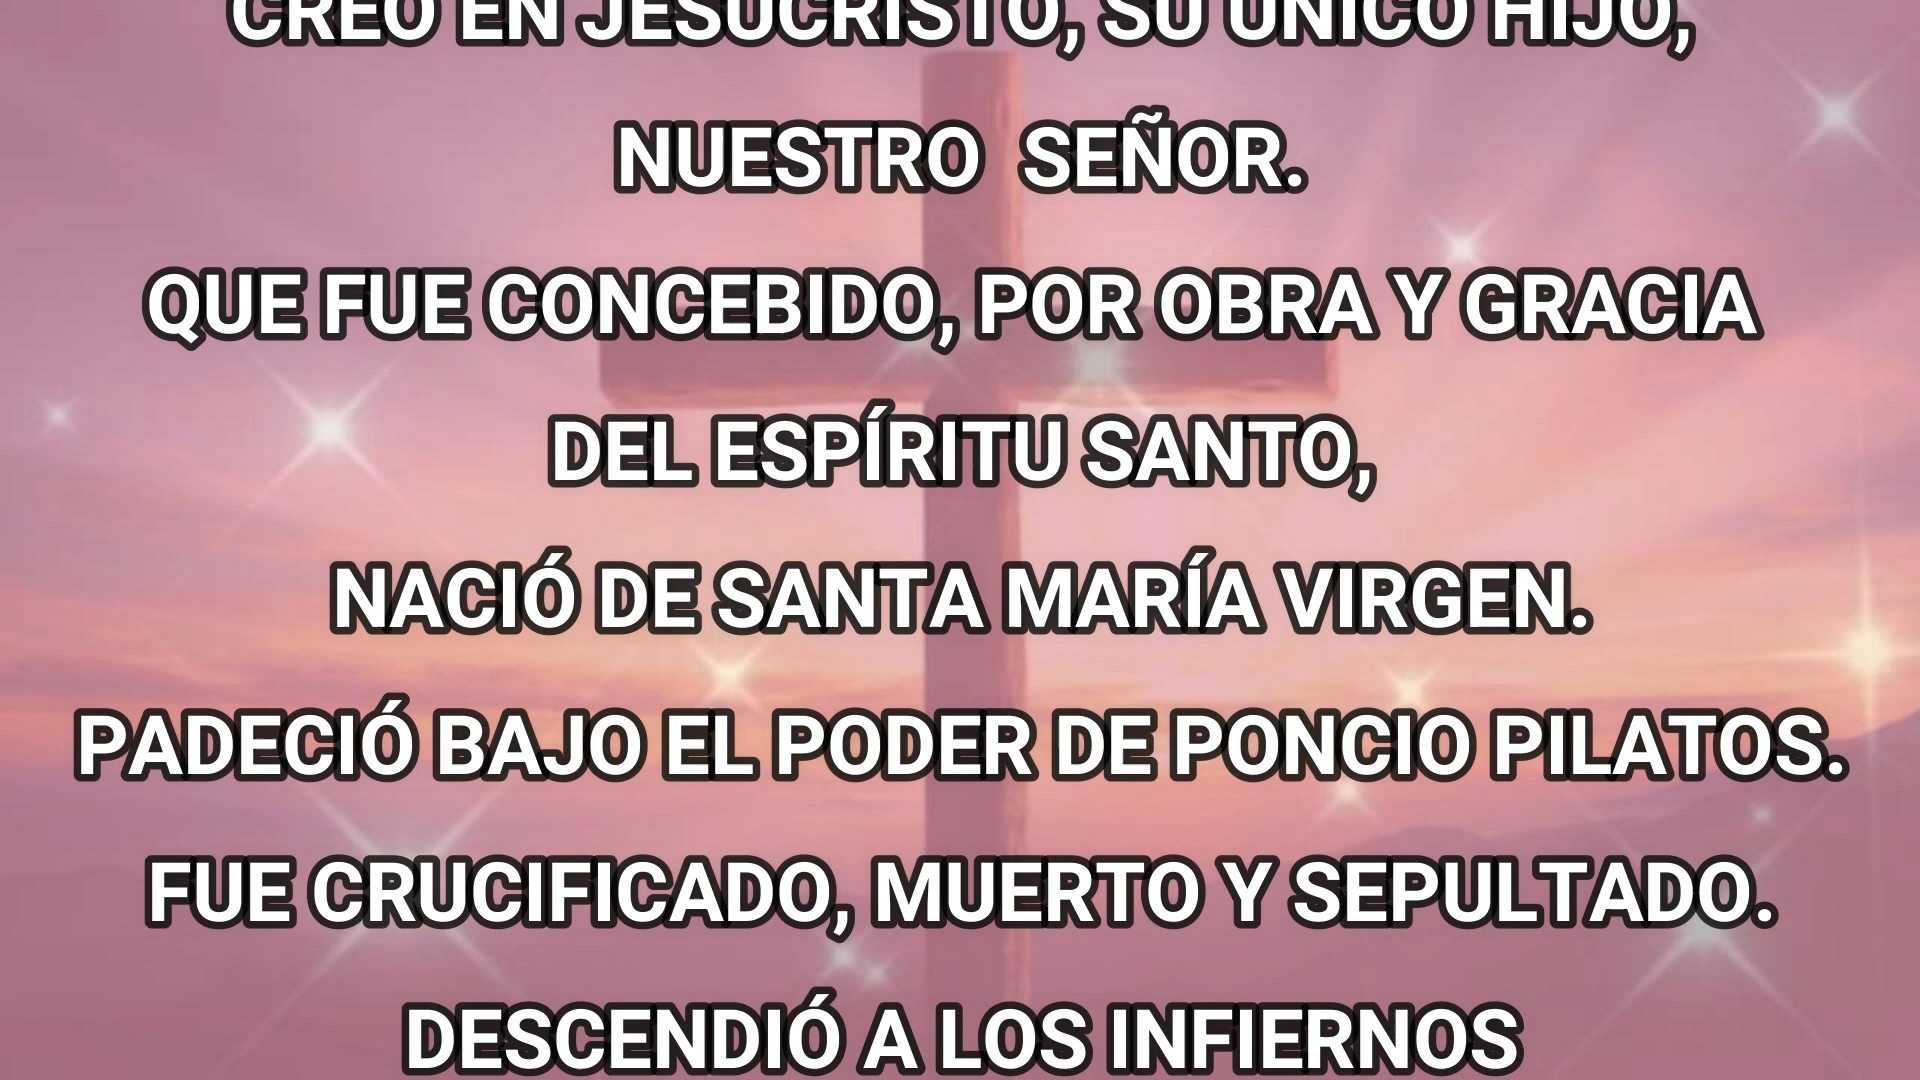 CREO EN JESUCRISTO, SU ÚNICO HIJO,
NUESTRO SEÑOR.
QUE FUE CONCEBIDO, POR OBRA Y GRACIA
DEL ESPÍRITU SANTO,
NACIÓ DE SANTA MARÍA VIRGEN.
PADECIÓ BAJO EL PODER DE PONCIO PILATOS.
FUE CRUCIFICADO, MUERTO Y SEPULTADO.
DESCENDIÓ A LOS INFIERNOS